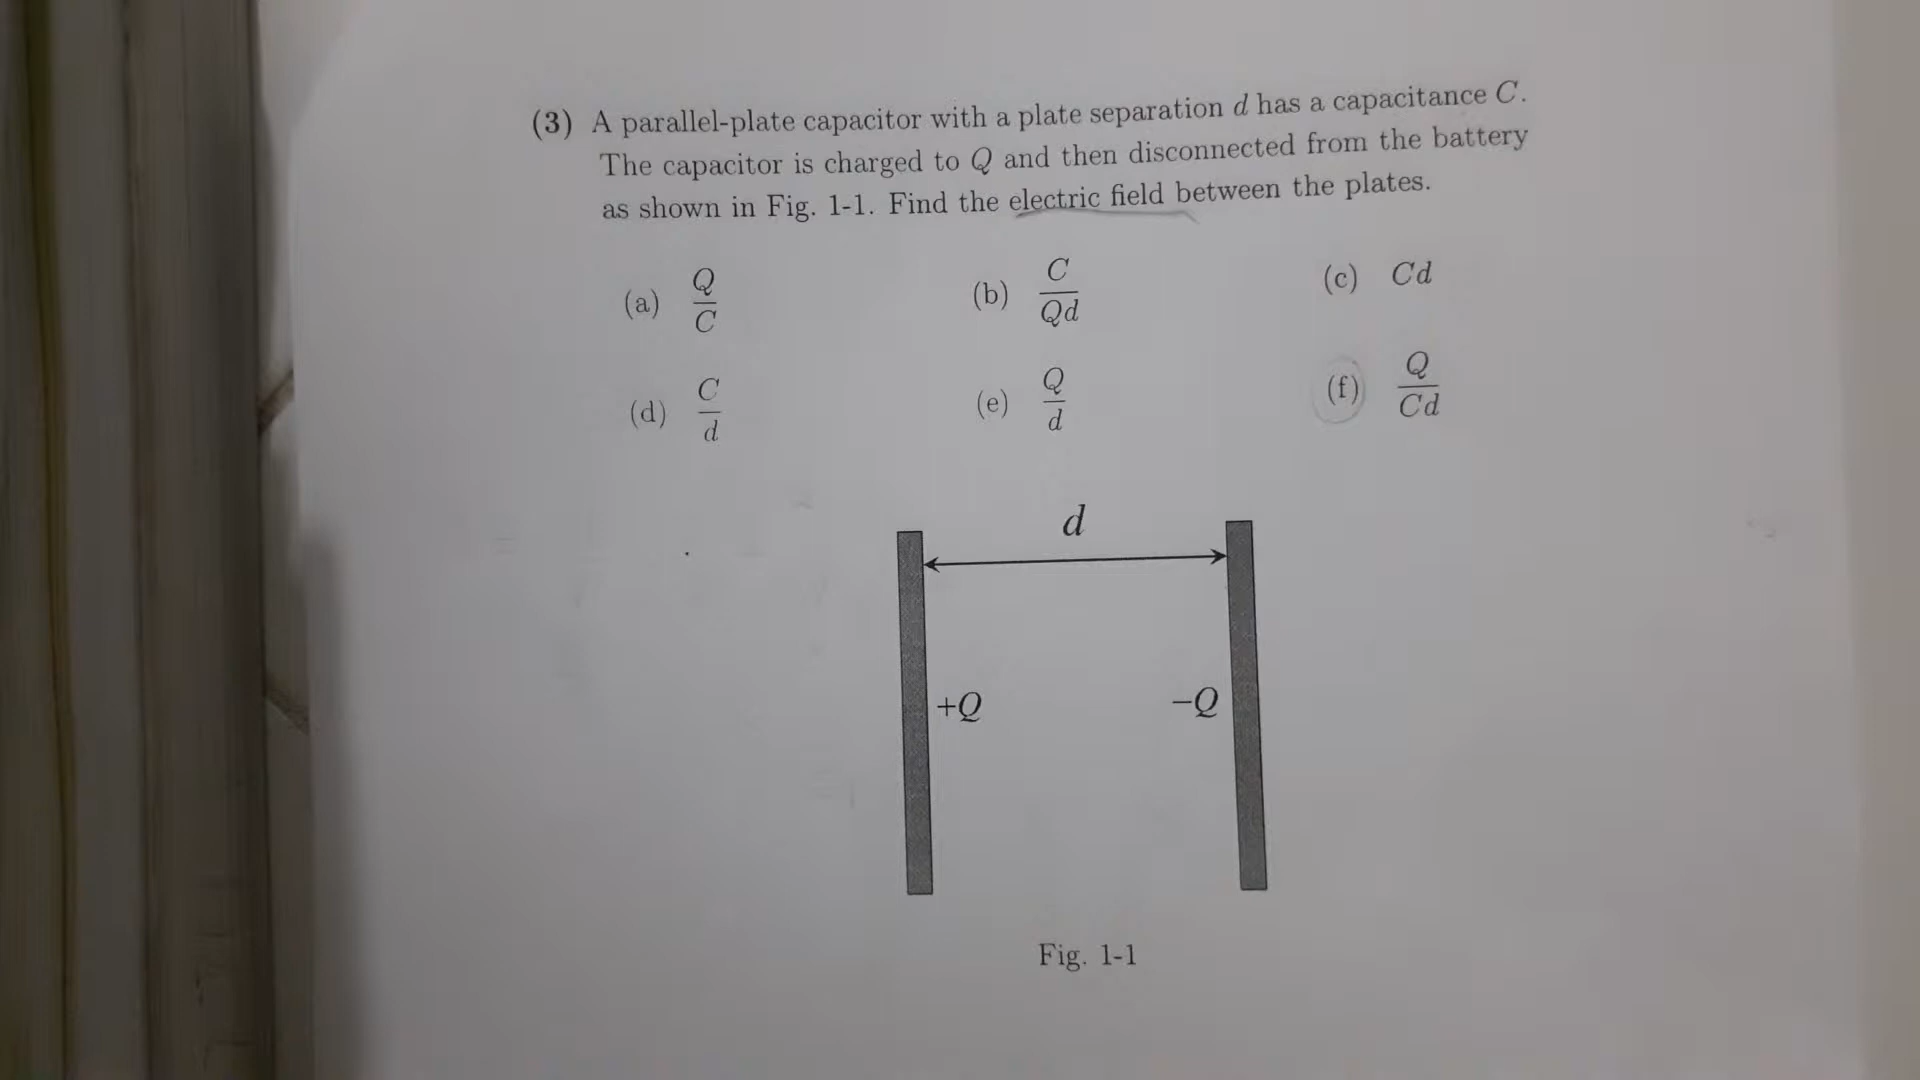 (3) A parallel-plate capacitor with a plate separation d has a capacitance C.
The capacitor is charged to Q and then disconnected from the battery
as shown in Fig. 1-1. Find the electric field between the plates.
(a) Q/C (b) C/Qd (c) Cd
(d) C/d (e) Q/d (f) Q/Cd
d
+Q −Q
Fig. 1-1